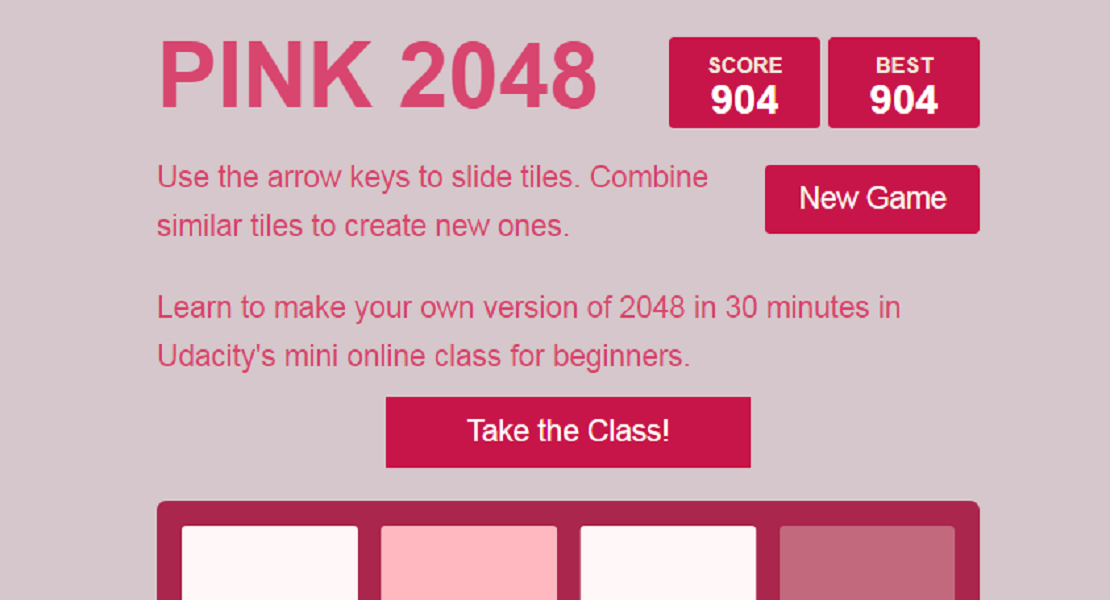 PINK 2048
SCORE
904
BEST
904
Use the arrow keys to slide tiles. Combine
similar tiles to create new ones.
New Game
Learn to make your own version of 2048 in 30 minutes in
Udacity's mini online class for beginners.
Take the Class!